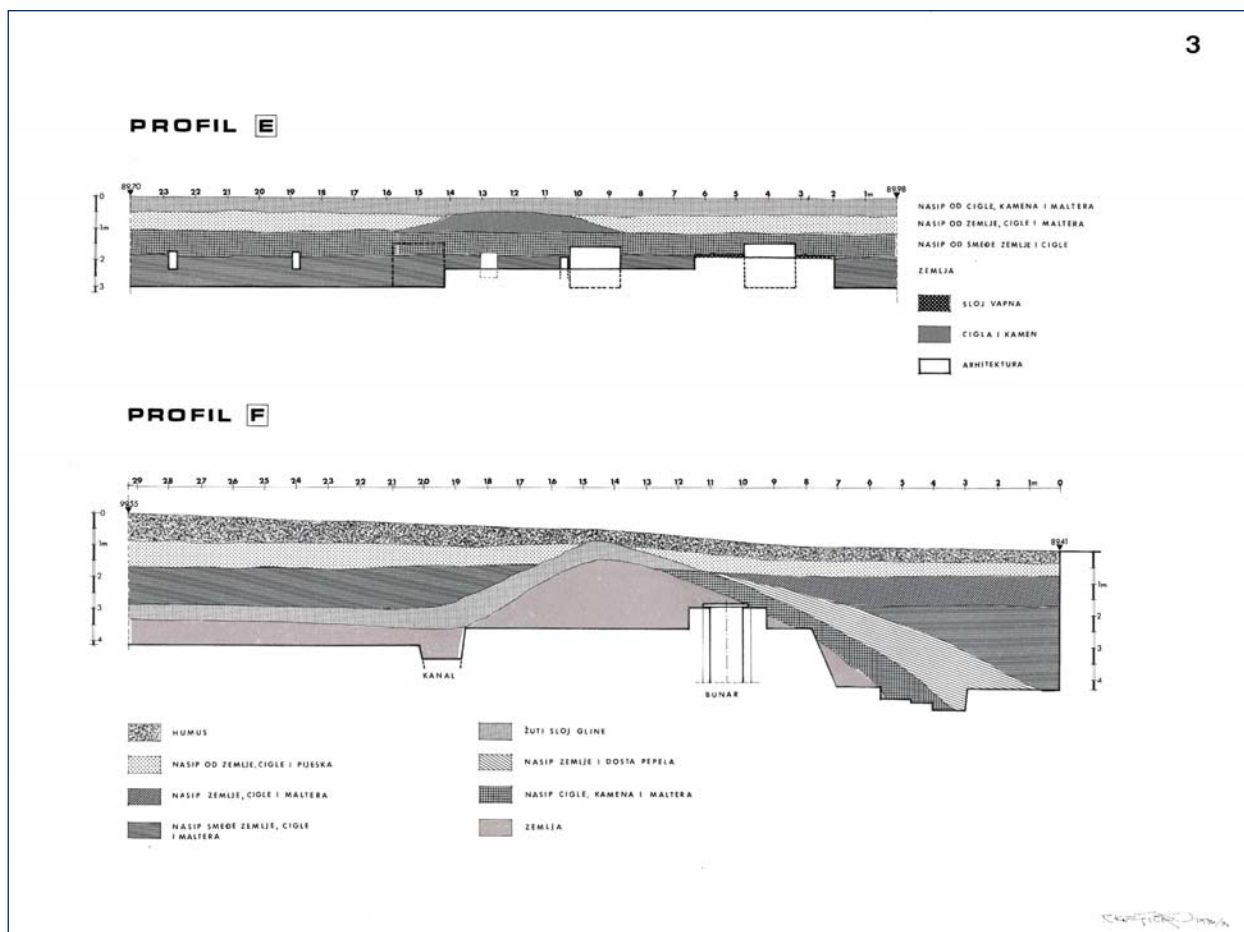 3
PROFIL E
8970 23 22 21 20 19 18 17 16 15 14 13 12 11 10 9 8 7 6 5 4 3 2 1m 8998
0
1m
2
3
NASIP OD CIGLE, KAMENA I MALTERA
NASIP OD ZEMLJE, CIGLE I MALTERA
NASIP OD SMEĐE ZEMLJE I CIGLE
ZEMLJA
SLOJ VAPNA
CIGLA I KAMEN
ARHITEKTURA
PROFIL F
29 28 27 26 25 24 23 22 21 20 19 18 17 16 15 14 13 12 11 10 9 8 7 6 5 4 3 2 1m 0
9955
0
1m
2
3
4
8941
1m
2
3
4
KANAL
BUNAR
HUMUS
NASIP OD ZEMLJE, CIGLE I PIJESKA
NASIP ZEMLJE, CIGLE I MALTERA
NASIP SMEĐE ZEMLJE, CIGLE
I MALTERA
ŽUTI SLOJ GLINE
NASIP ZEMLJE I DOSTA PEPELA
NASIP CIGLE, KAMENA I MALTERA
ZEMLJA